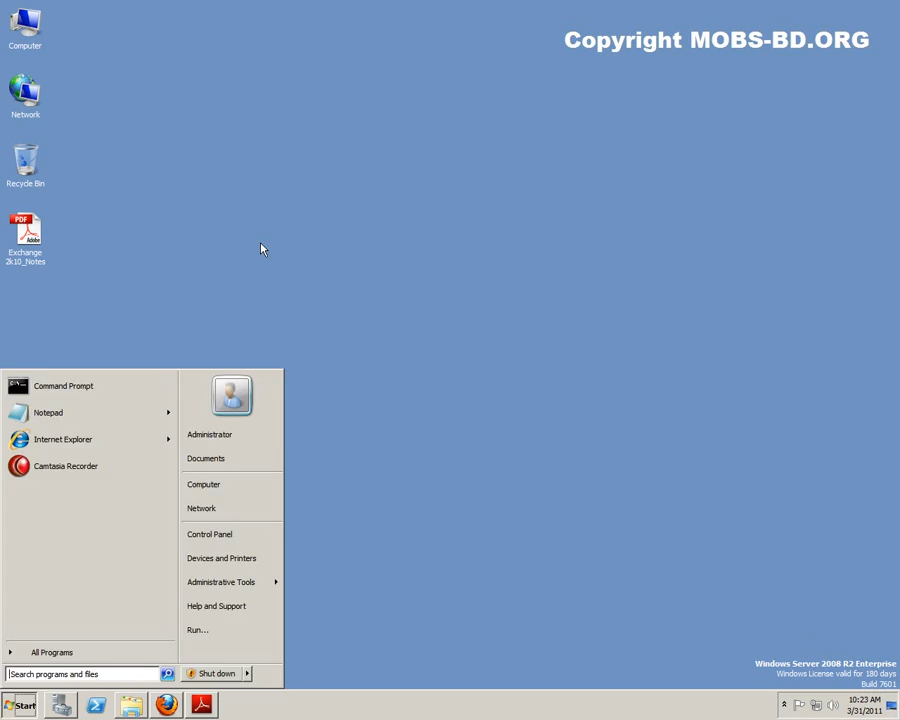 Copyright MOBS-BD.ORG
Computer
Network
Recycle Bin
PDF
Adobe
Exchange
2k10_Notes
Command Prompt
Notepad
Internet Explorer
Camtasia Recorder
All Programs
Search programs and files
Administrator
Documents
Computer
Network
Control Panel
Devices and Printers
Administrative Tools
Help and Support
Run...
Shut down
Windows Server 2008 R2 Enterprise
Windows License valid for 180 days
Build 7601
Start
10:23 AM
3/31/2011